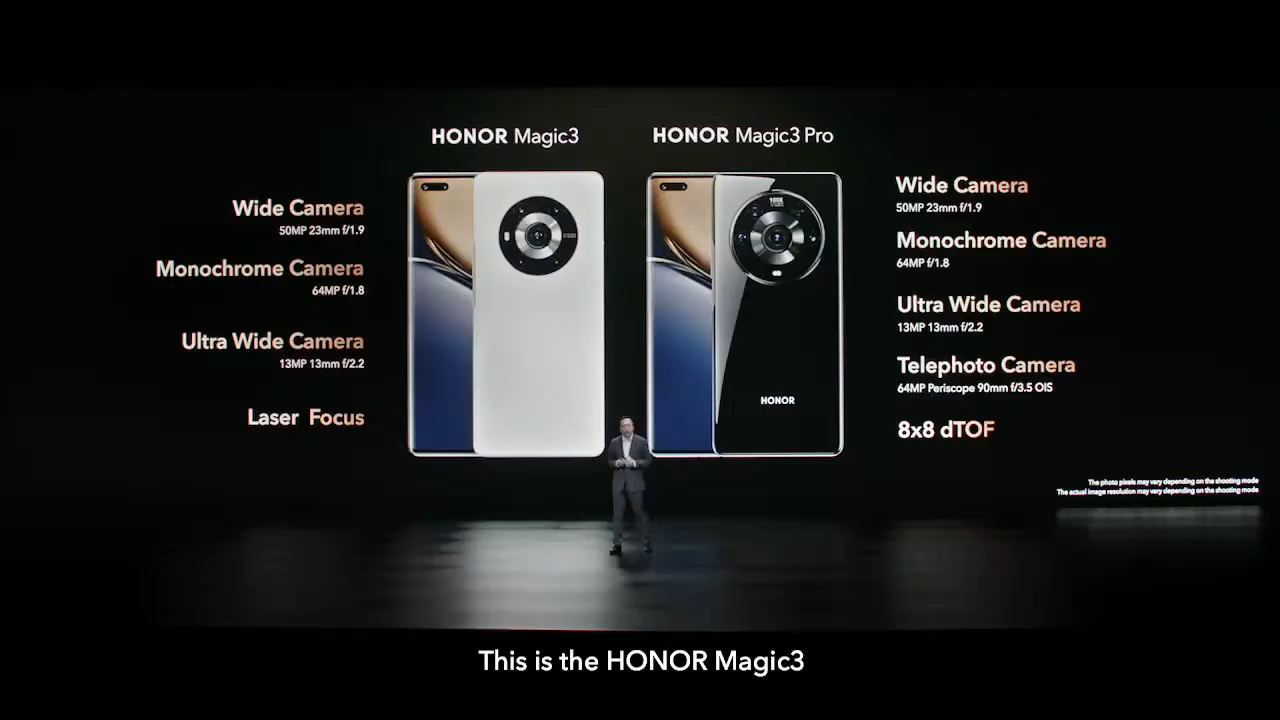 HONOR Magic3
Wide Camera
50MP 23mm f/1.9
Monochrome Camera
64MP f/1.8
Ultra Wide Camera
13MP 13mm f/2.2
Laser Focus
HONOR Magic3 Pro
100X
HONOR
Wide Camera
50MP 23mm f/1.9
Monochrome Camera
64MP f/1.8
Ultra Wide Camera
13MP 13mm f/2.2
Telephoto Camera
64MP Periscope 90mm f/3.5 OIS
8x8 dTOF
The photo pixels may vary depending on the shooting mode
The actual image resolution may vary depending on the shooting mode
This is the HONOR Magic3